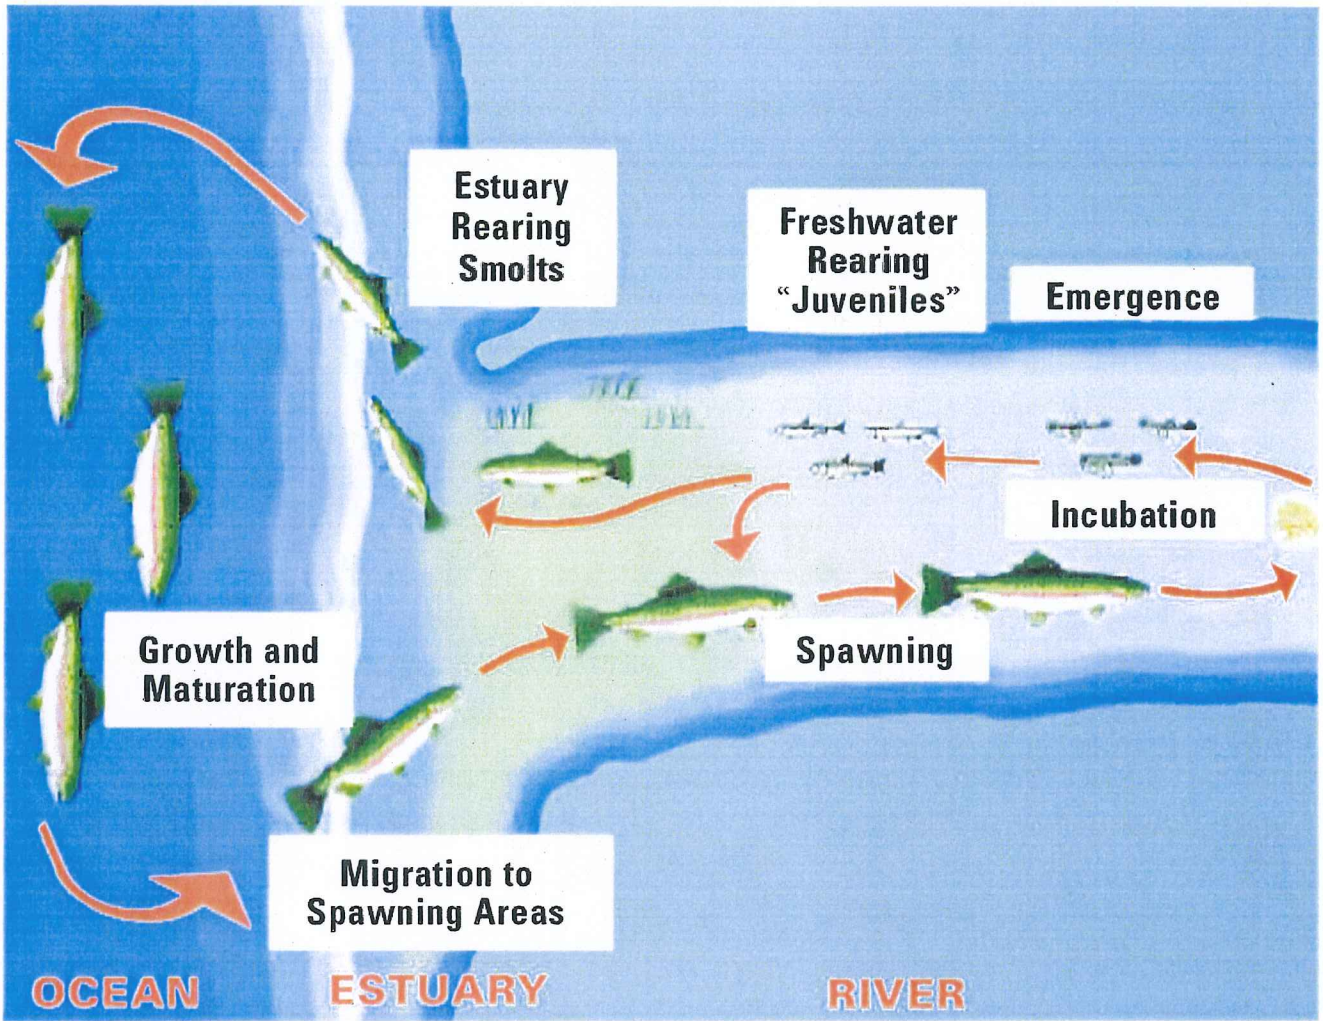 Estuary
Rearing
Smolts
Freshwater
Rearing
“Juveniles”
Emergence
Incubation
Growth and
Maturation
Spawning
Migration to
Spawning Areas
OCEAN
ESTUARY
RIVER